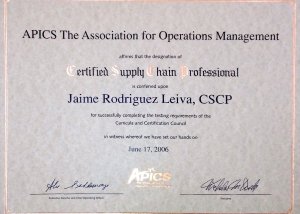 APICS The Association for Operations Management
affirms that the designation of
Certified Supply Chain Professional
is conferred upon
Jaime Rodriguez Leiva, CSCP
for successfully completing the testing requirements of the
Curricula and Certification Council
in witness whereof we have set our hands on
June 17, 2006
APICS